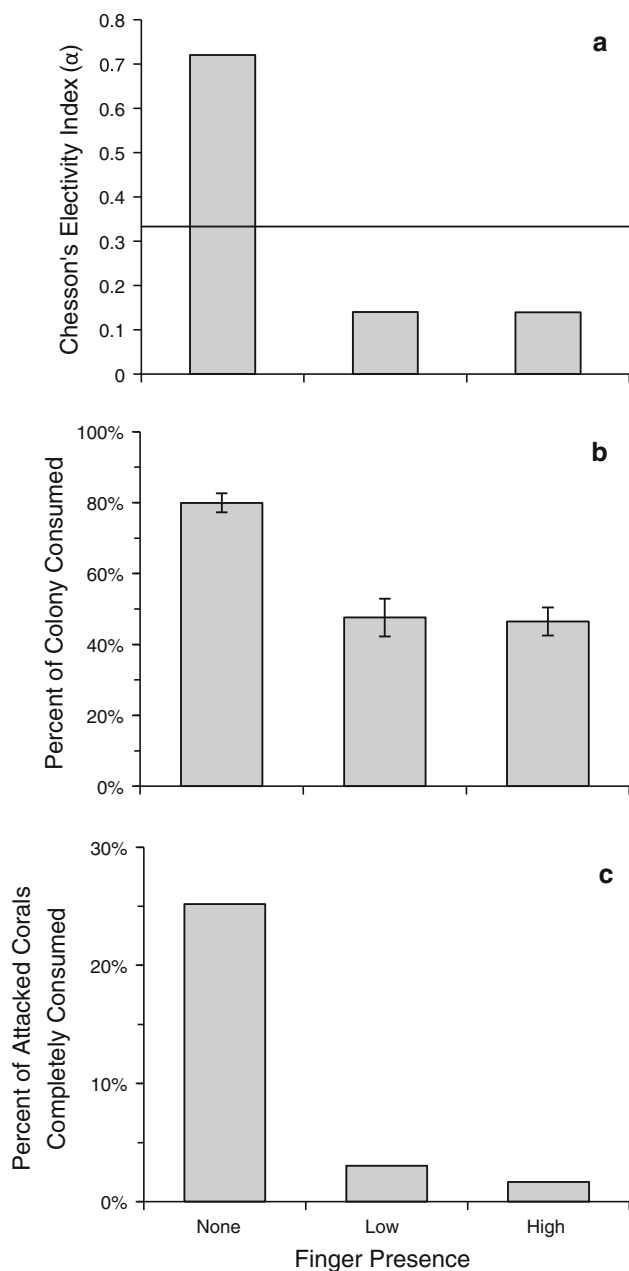 a
Chesson's Electivity Index (α)
0.8
0.7
0.6
0.5
0.4
0.3
0.2
0.1
0
b
Percent of Colony Consumed
100%
80%
60%
40%
20%
0%
c
Percent of Attacked Corals
Completely Consumed
30%
20%
10%
0%
None
Low
High
Finger Presence